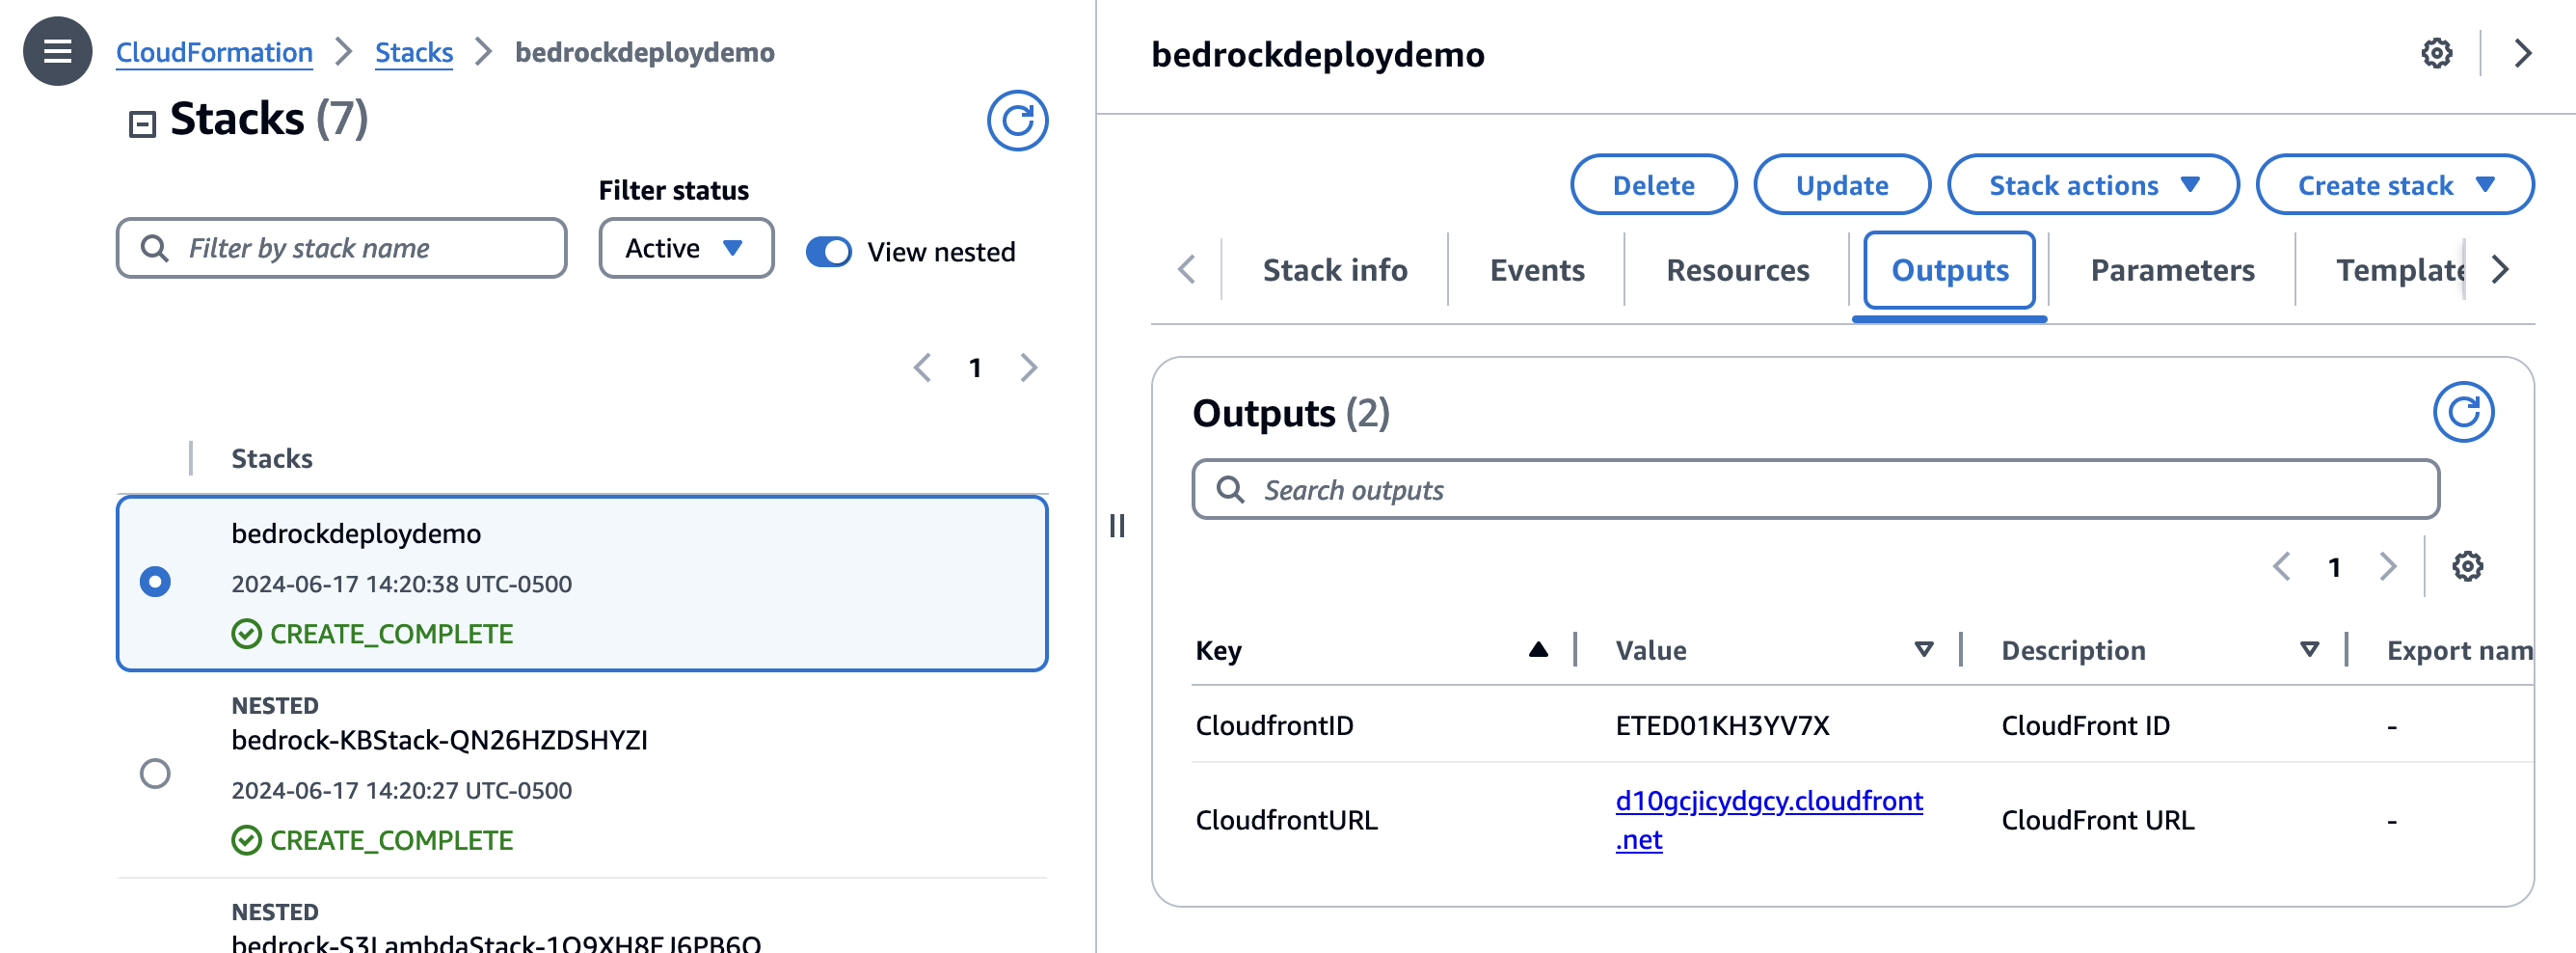 CloudFormation > Stacks > bedrockdeploydemo
Stacks (7)
Filter status
Filter by stack name
Active
View nested
1
Stacks
bedrockdeploydemo
2024-06-17 14:20:38 UTC-0500
CREATE_COMPLETE
NESTED
bedrock-KBStack-QN26HZDSHYZI
2024-06-17 14:20:27 UTC-0500
CREATE_COMPLETE
NESTED
bedrockdeploydemo
Delete
Update
Stack actions
Create stack
Stack info
Events
Resources
Outputs
Parameters
Template
Outputs (2)
Search outputs
1
Key
Value
Description
Export nam
CloudfrontID
ETED01KH3YV7X
CloudFront ID
-
CloudfrontURL
d10gcjicydgcy.cloudfront
.net
CloudFront URL
-